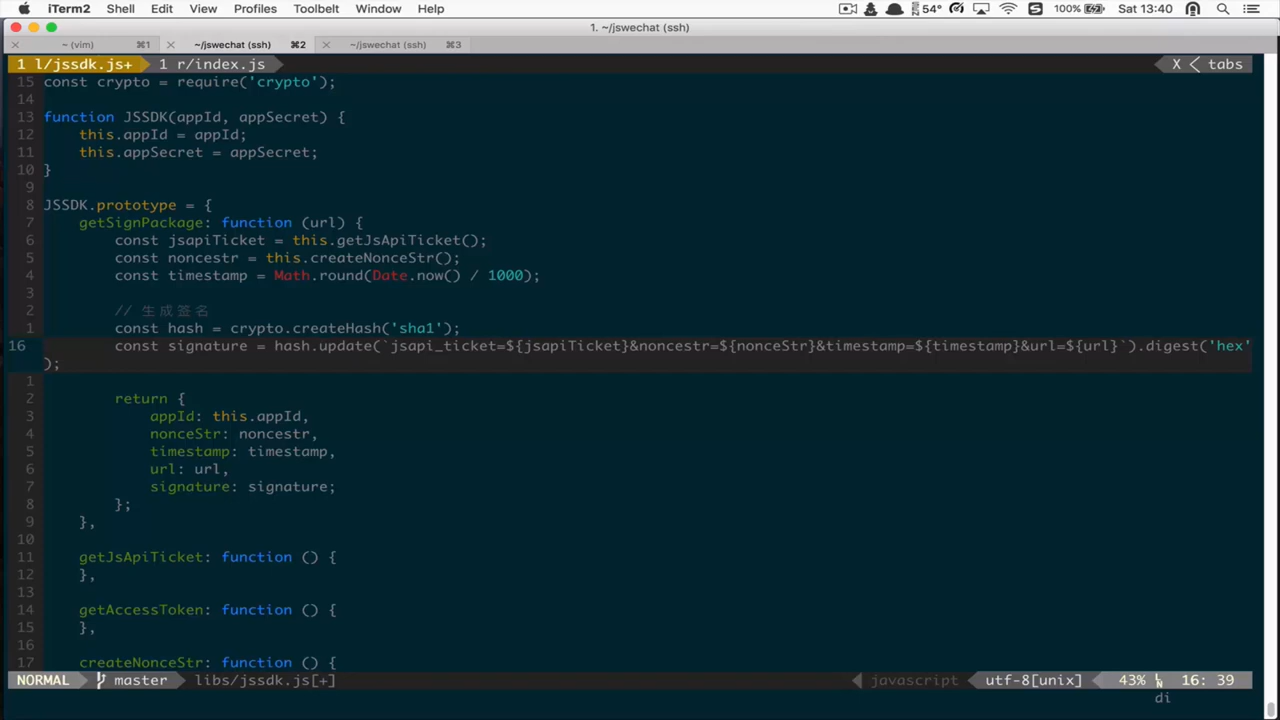 iTerm2 Shell Edit View Profiles Toolbelt Window Help 54° 100% Sat 13:40
1. ~/jswechat (ssh)
~ (vim) ⌘1 ~/jswechat (ssh) ⌘2 ~/jswechat (ssh) ⌘3
1 l/jssdk.js+ 1 r/index.js X < tabs
15 const crypto = require('crypto');
14
13 function JSSDK(appId, appSecret) {
12     this.appId = appId;
11     this.appSecret = appSecret;
10 }
9
8 JSSDK.prototype = {
7     getSignPackage: function (url) {
6         const jsapiTicket = this.getJsApiTicket();
5         const noncestr = this.createNonceStr();
4         const timestamp = Math.round(Date.now() / 1000);
3
2         // 生成签名
1         const hash = crypto.createHash('sha1');
16         const signature = hash.update(`jsapi_ticket=${jsapiTicket}&noncestr=${nonceStr}&timestamp=${timestamp}&url=${url}`).digest('hex'
);
1
2         return {
3             appId: this.appId,
4             nonceStr: noncestr,
5             timestamp: timestamp,
6             url: url,
7             signature: signature;
8         };
9     },
10
11     getJsApiTicket: function () {
12     },
13
14     getAccessToken: function () {
15     },
16
17     createNonceStr: function () {
NORMAL master libs/jssdk.js[+] javascript utf-8[unix] 43% 16: 39
di